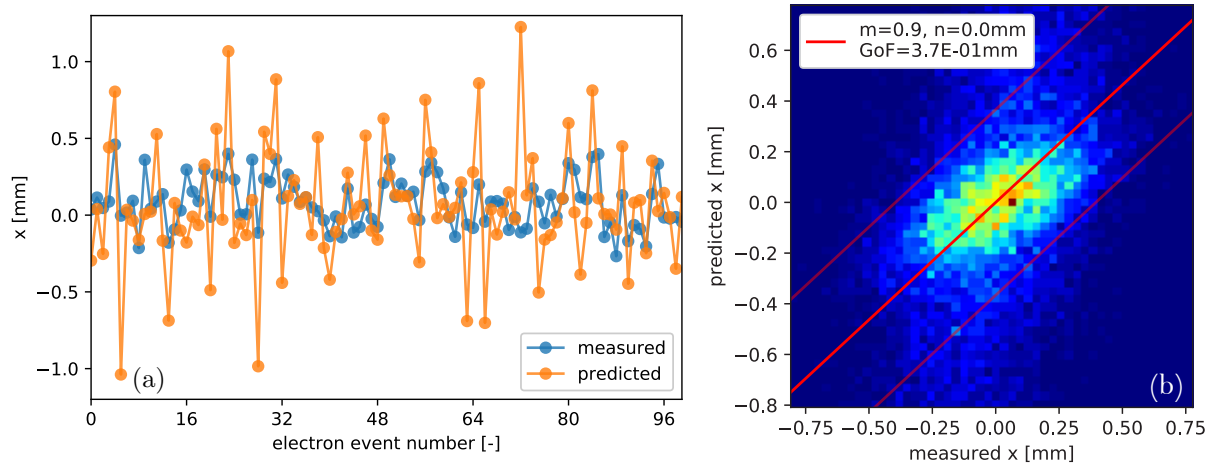 x [mm]
1.0
0.5
0.0
−0.5
−1.0
0
16
32
48
64
80
96
electron event number [-]
measured
predicted
(a)
predicted x [mm]
0.6
0.4
0.2
0.0
−0.2
−0.4
−0.6
−0.8
−0.75
−0.50
−0.25
0.00
0.25
0.50
0.75
measured x [mm]
m=0.9, n=0.0mm
GoF=3.7E-01mm
(b)